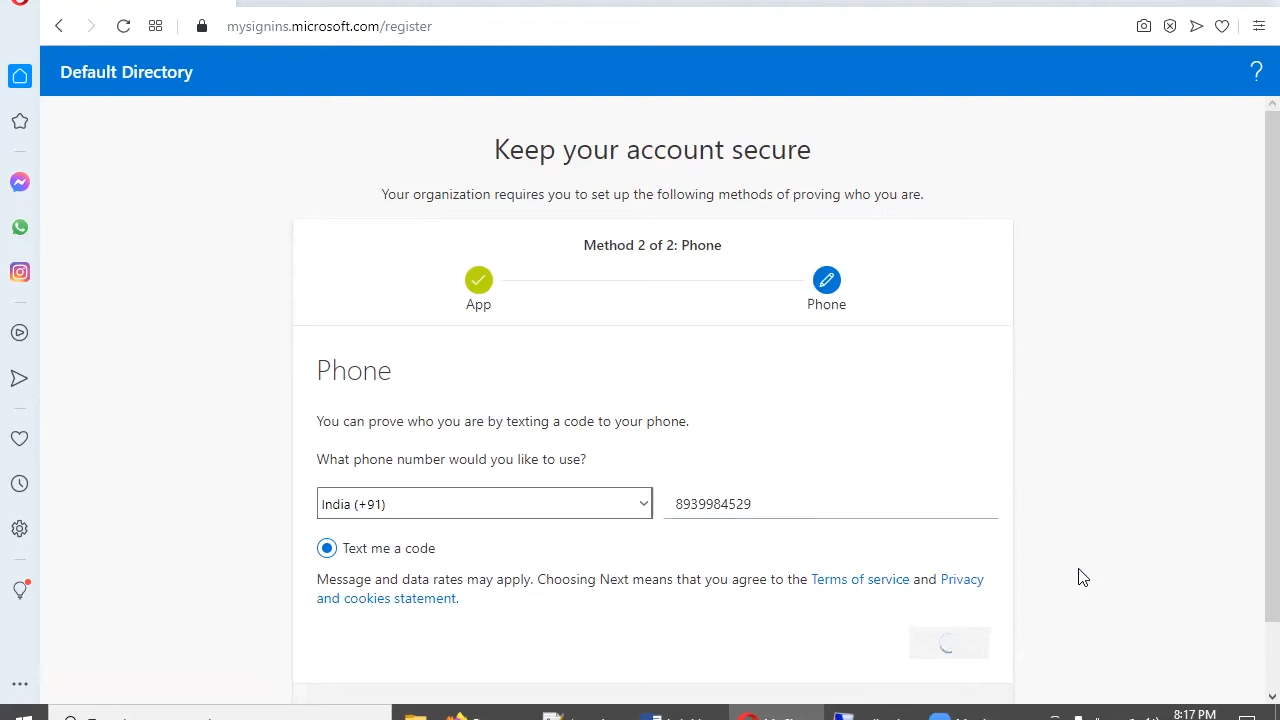 mysignins.microsoft.com/register
Default Directory
?
Keep your account secure
Your organization requires you to set up the following methods of proving who you are.
Method 2 of 2: Phone
App
Phone
Phone
You can prove who you are by texting a code to your phone.
What phone number would you like to use?
India (+91)
8939984529
Text me a code
Message and data rates may apply. Choosing Next means that you agree to the Terms of service and Privacy
and cookies statement.
8:17 PM